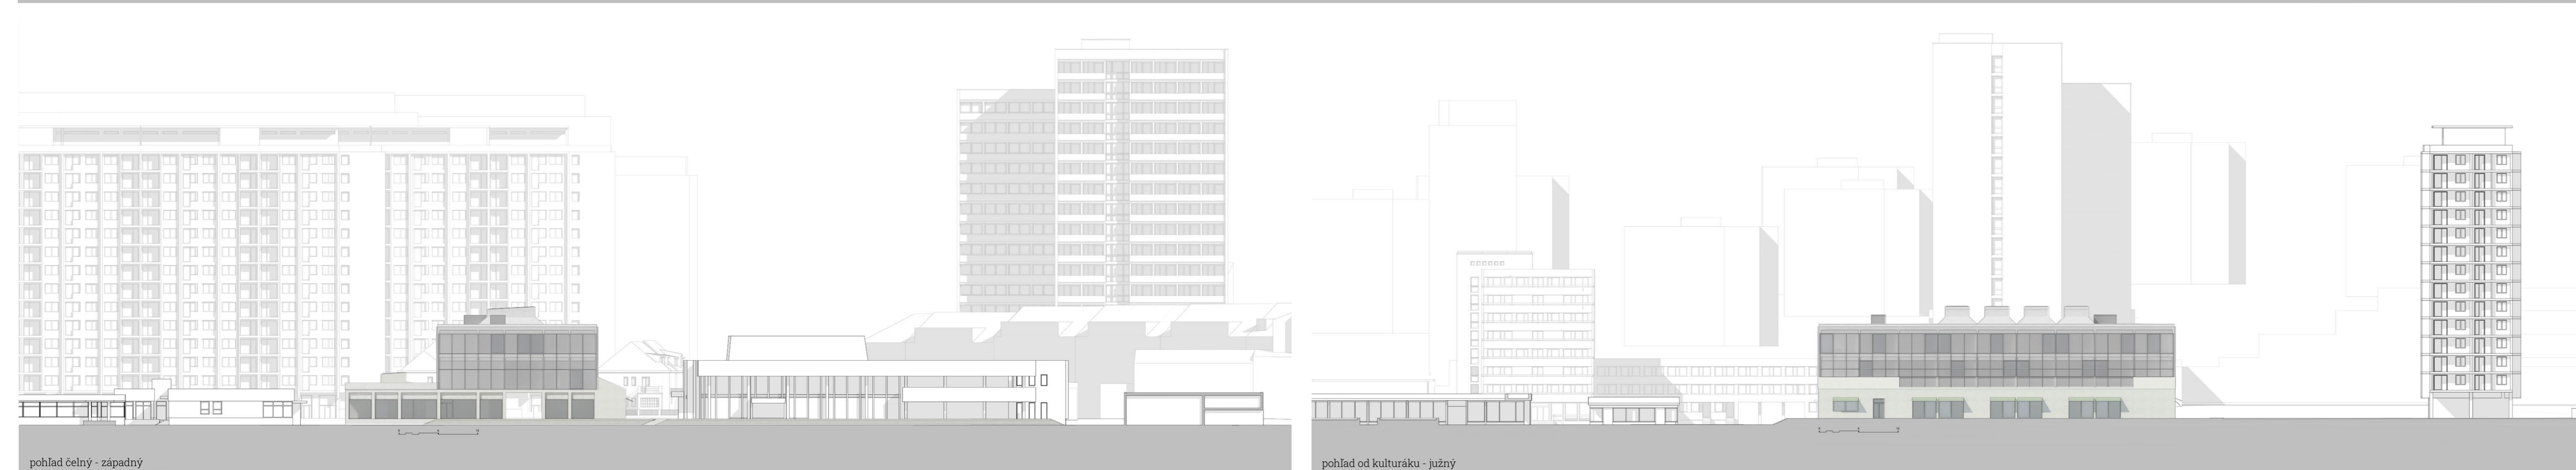 pohľad čelný - západný
pohľad od kulturáku - južný